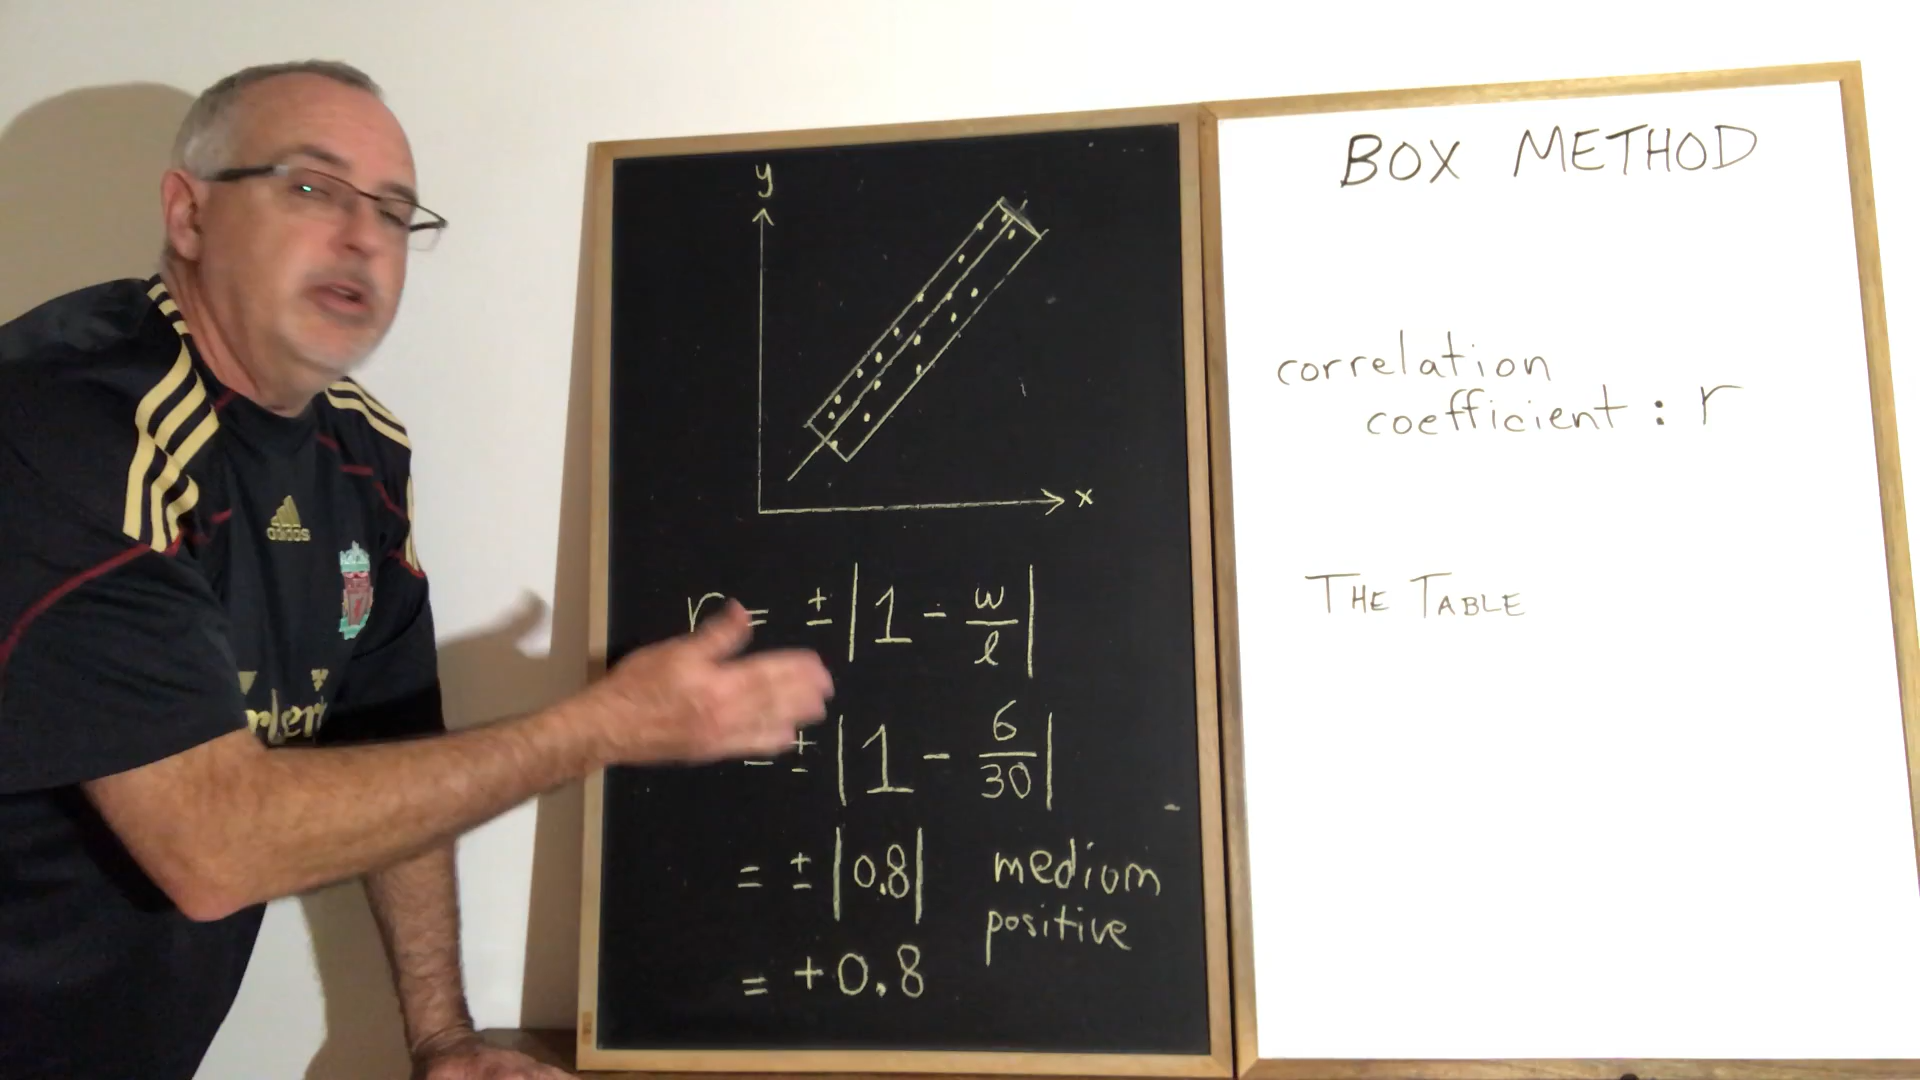 y
x
r = ± | 1 - w/l |
= ± | 1 - 6/30 |
= ± | 0.8 |
medium
positive
= +0.8
BOX METHOD
correlation
coefficient : r
THE TABLE
adidas